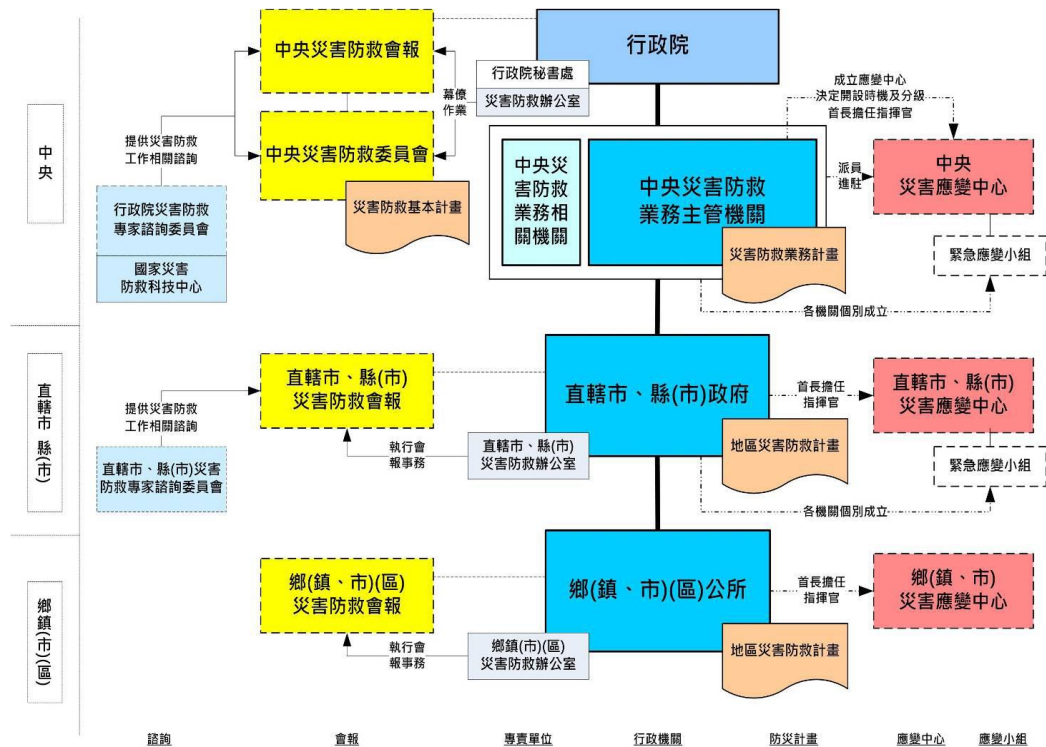 中央
直轄市 縣(市)
鄉鎮(市)(區)
行政院
行政院秘書處
災害防救辦公室
中央災害防救會報
幕僚
作業
中央災害防救委員會
災害防救基本計畫
提供災害防救
工作相關諮詢
行政院災害防救
專家諮詢委員會
國家災害
防救科技中心
中央災
害防救
業務相
關機關
中央災害防救
業務主管機關
災害防救業務計畫
成立應變中心
決定開設時機及分級
首長擔任指揮官
派員
進駐
中央
災害應變中心
緊急應變小組
各機關個別成立
直轄市、縣(市)
災害防救會報
直轄市、縣(市)政府
首長擔任
指揮官
直轄市、縣(市)
災害應變中心
提供災害防救
工作相關諮詢
直轄市、縣(市)災害
防救專家諮詢委員會
執行會
報事務
直轄市、縣(市)
災害防救辦公室
地區災害防救計畫
緊急應變小組
各機關個別成立
鄉(鎮、市)(區)
災害防救會報
鄉(鎮、市)(區)公所
首長擔任
指揮官
鄉(鎮、市)
災害應變中心
執行會
報事務
鄉鎮(市)(區)
災害防救辦公室
地區災害防救計畫
諮詢
會報
專責單位
行政機關
防災計畫
應變中心
應變小組